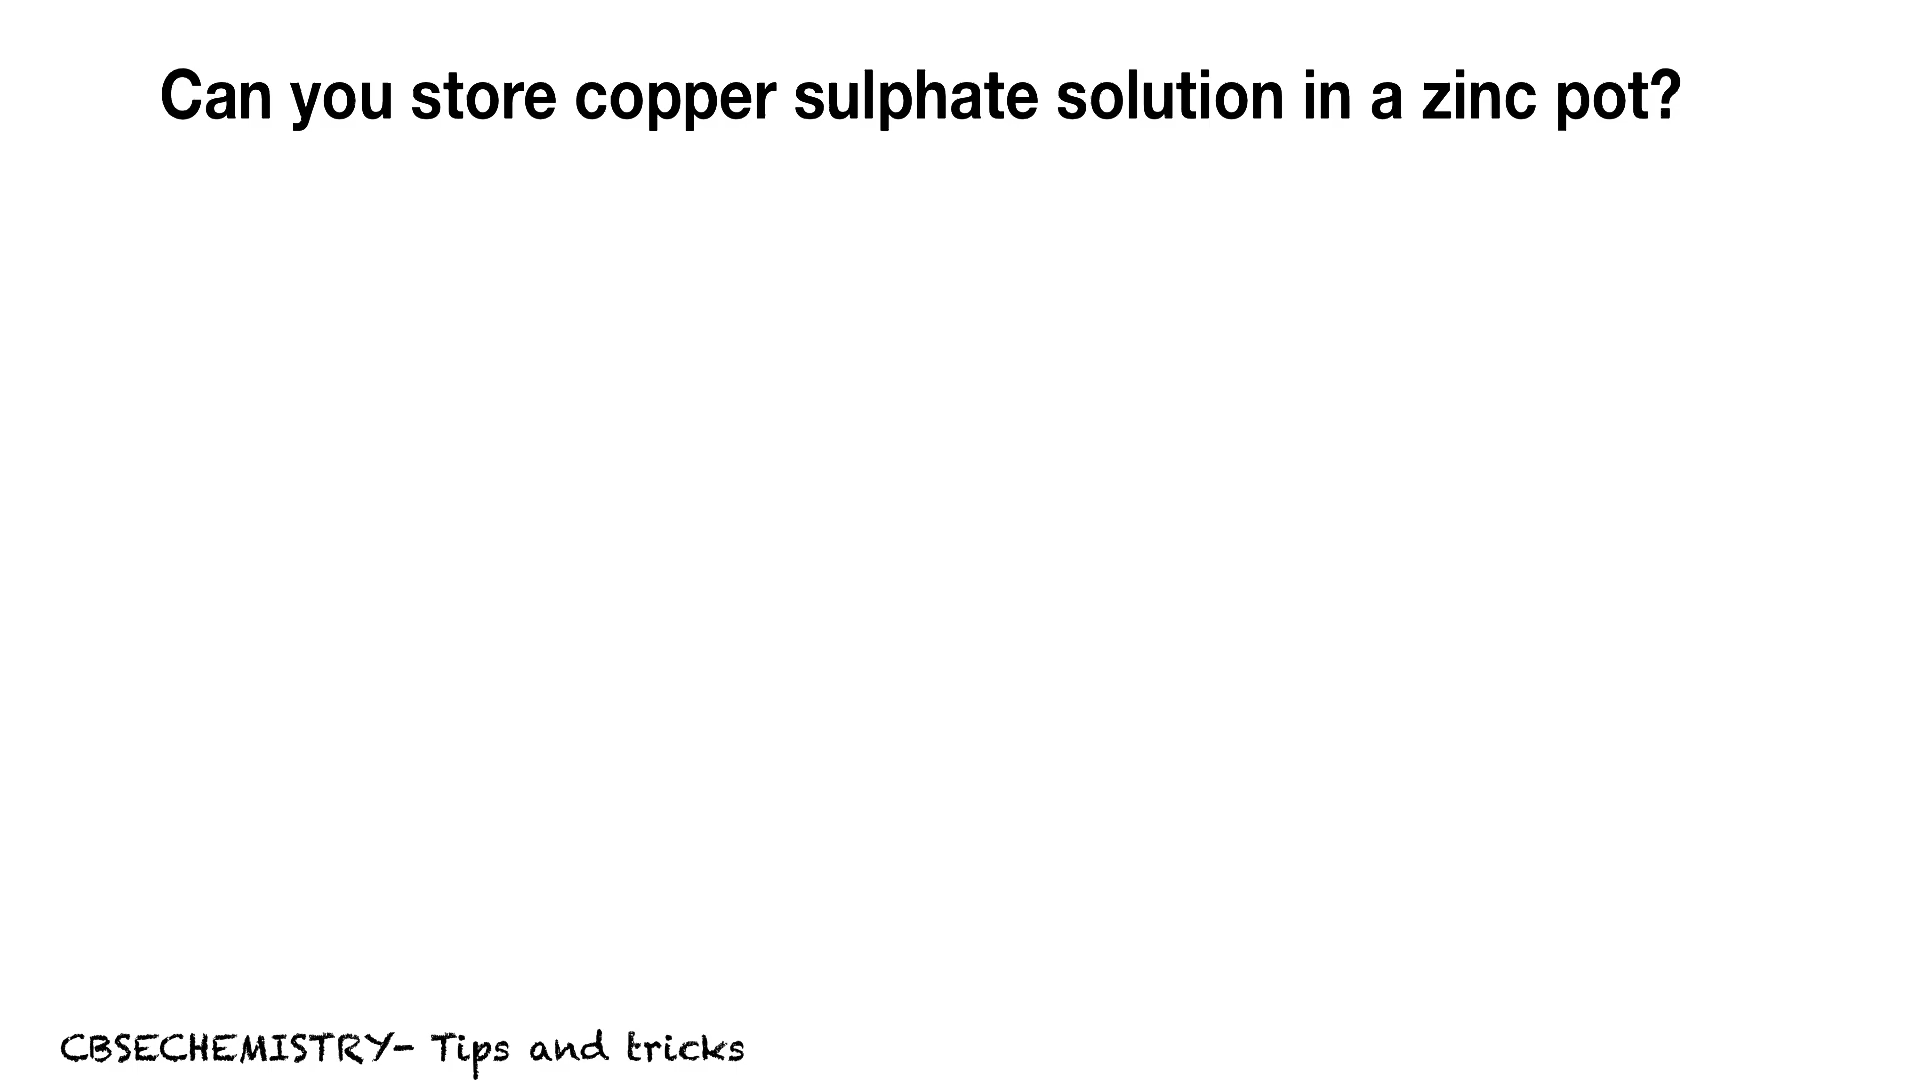 Can you store copper sulphate solution in a zinc pot?
CBSECHEMISTRY- Tips and tricks